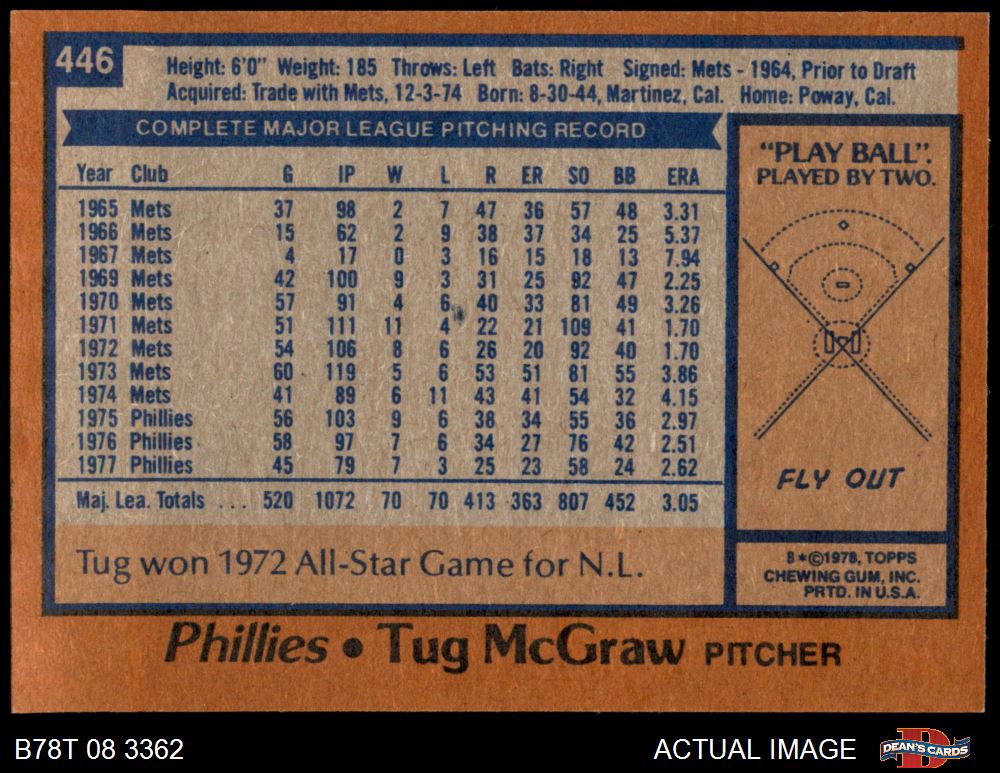 446
Height: 6'0" Weight: 185 Throws: Left Bats: Right Signed: Mets - 1964, Prior to Draft
Acquired: Trade with Mets, 12-3-74 Born: 8-30-44, Martinez, Cal. Home: Poway, Cal.
COMPLETE MAJOR LEAGUE PITCHING RECORD
Year Club G IP W L R ER SO BB ERA
1965 Mets 37 98 2 7 47 36 57 48 3.31
1966 Mets 15 62 2 9 38 37 34 25 5.37
1967 Mets 4 17 0 3 16 15 18 13 7.94
1969 Mets 42 100 9 3 31 25 92 47 2.25
1970 Mets 57 91 4 6 40 33 81 49 3.26
1971 Mets 51 111 11 4 22 21 109 41 1.70
1972 Mets 54 106 8 6 26 20 92 40 1.70
1973 Mets 60 119 5 6 53 51 81 55 3.86
1974 Mets 41 89 6 11 43 41 54 32 4.15
1975 Phillies 56 103 9 6 38 34 55 36 2.97
1976 Phillies 58 97 7 6 34 27 76 42 2.51
1977 Phillies 45 79 7 3 25 23 58 24 2.62
Maj. Lea. Totals ... 520 1072 70 70 413 363 807 452 3.05
Tug won 1972 All-Star Game for N.L.
"PLAY BALL".
PLAYED BY TWO.
FLY OUT
8*©1978, TOPPS
CHEWING GUM, INC.
PRTD. IN U.S.A.
Phillies • Tug McGraw PITCHER
B78T 08 3362
ACTUAL IMAGE
DEAN'S CARDS